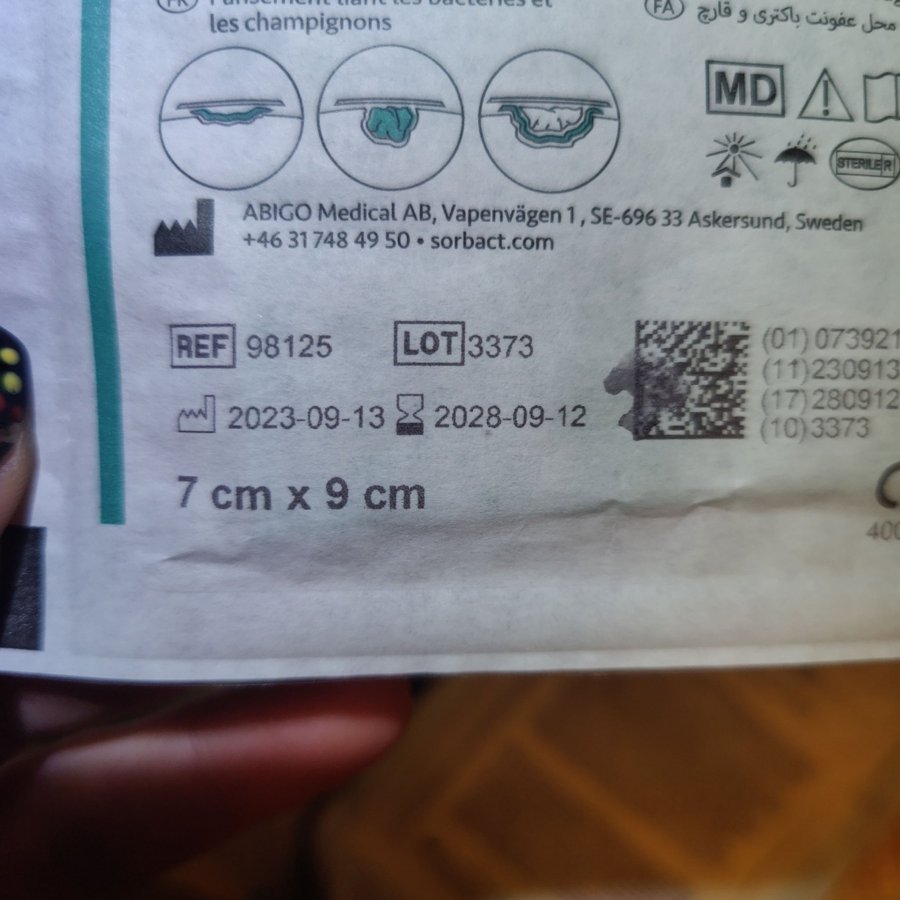 FR
les champignons
FA
محل عفونت باکتری و قارچ
MD
STERILE R
ABIGO Medical AB, Vapenvägen 1, SE-696 33 Askersund, Sweden
+46 31 748 49 50 • sorbact.com
REF 98125 LOT 3373
2023-09-13 2028-09-12
(01) 073921
(11)230913
(17)280912
(10)3373
7 cm x 9 cm
400